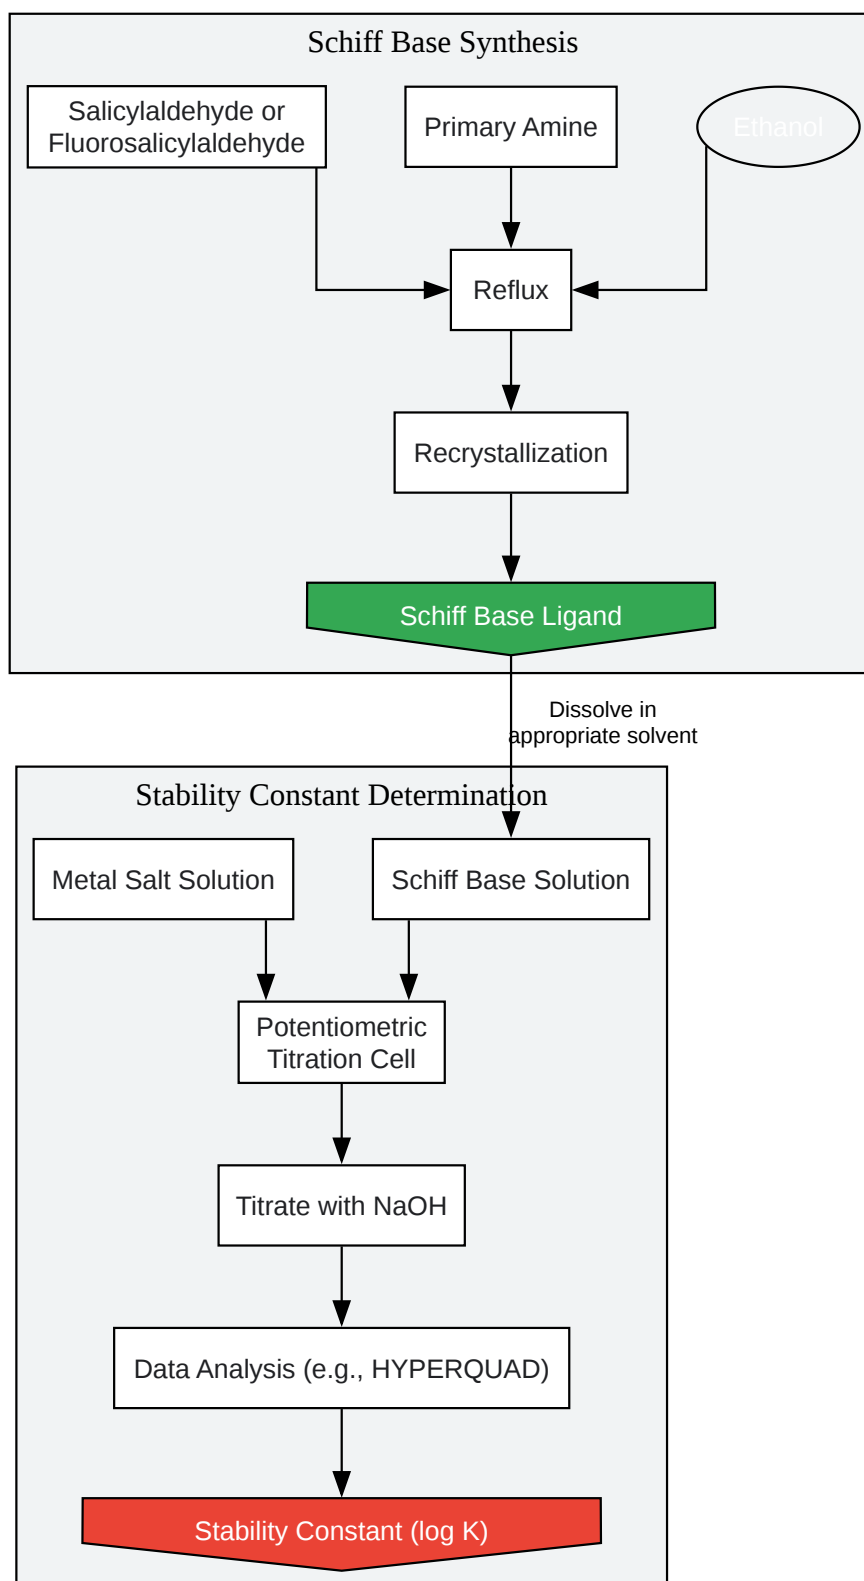 Schiff Base Synthesis
Salicylaldehyde or
Fluorosalicylaldehyde
Primary Amine
Ethanol
Reflux
Recrystallization
Schiff Base Ligand
Dissolve in
appropriate solvent
Stability Constant Determination
Metal Salt Solution
Schiff Base Solution
Potentiometric
Titration Cell
Titrate with NaOH
Data Analysis (e.g., HYPERQUAD)
Stability Constant (log K)